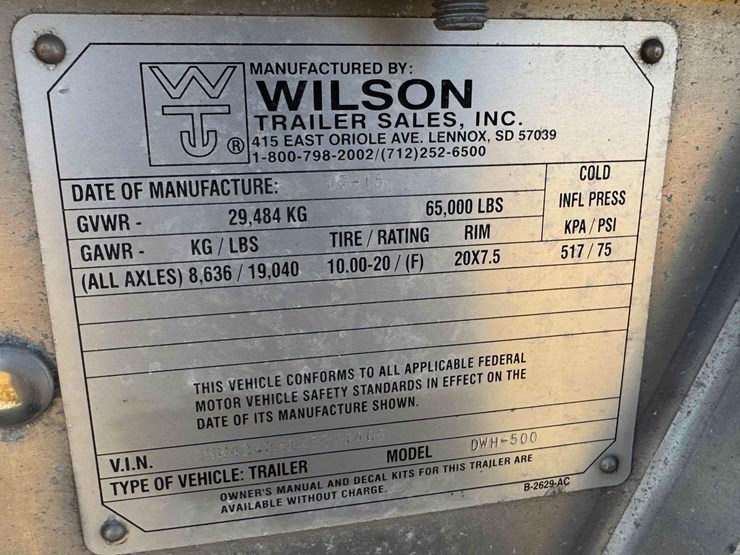 MANUFACTURED BY:
WILSON
TRAILER SALES, INC.
415 EAST ORIOLE AVE. LENNOX, SD 57039
1-800-798-2002/(712)252-6500
®
DATE OF MANUFACTURE:
COLD
GVWR - 29,484 KG 65,000 LBS INFL PRESS
GAWR - KG / LBS TIRE / RATING RIM KPA / PSI
(ALL AXLES) 8,636 / 19,040 10.00-20 / (F) 20X7.5 517 / 75
THIS VEHICLE CONFORMS TO ALL APPLICABLE FEDERAL
MOTOR VEHICLE SAFETY STANDARDS IN EFFECT ON THE
DATE OF ITS MANUFACTURE SHOWN.
V.I.N. MODEL DWH-500
TYPE OF VEHICLE: TRAILER
OWNER'S MANUAL AND DECAL KITS FOR THIS TRAILER ARE
AVAILABLE WITHOUT CHARGE.
B-2629-AC